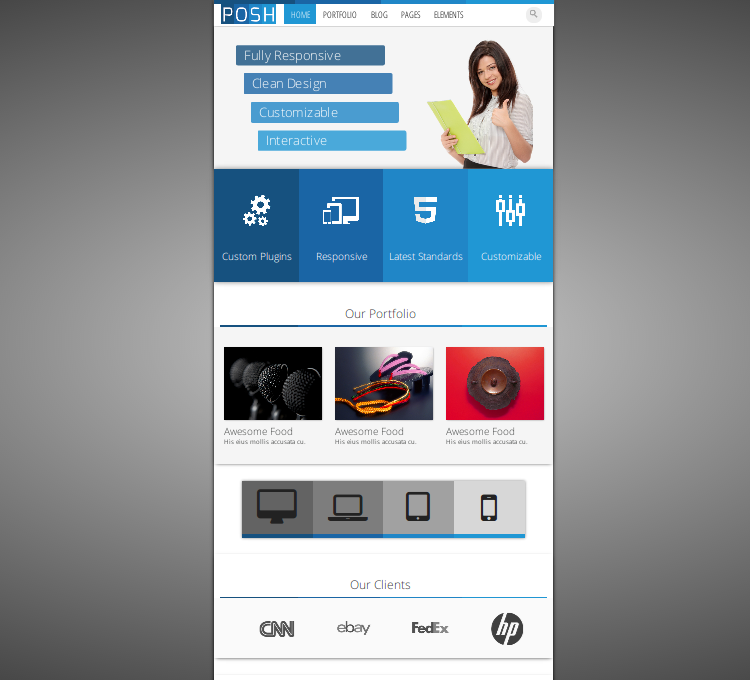 POSH
HOME PORTFOLIO BLOG PAGES ELEMENTS
Fully Responsive
Clean Design
Customizable
Interactive
Custom Plugins Responsive Latest Standards Customizable
Our Portfolio
Awesome Food Awesome Food Awesome Food
His eius mollis accusata cu. His eius mollis accusata cu. His eius mollis accusata cu.
Our Clients
CNN ebay FedEx hp